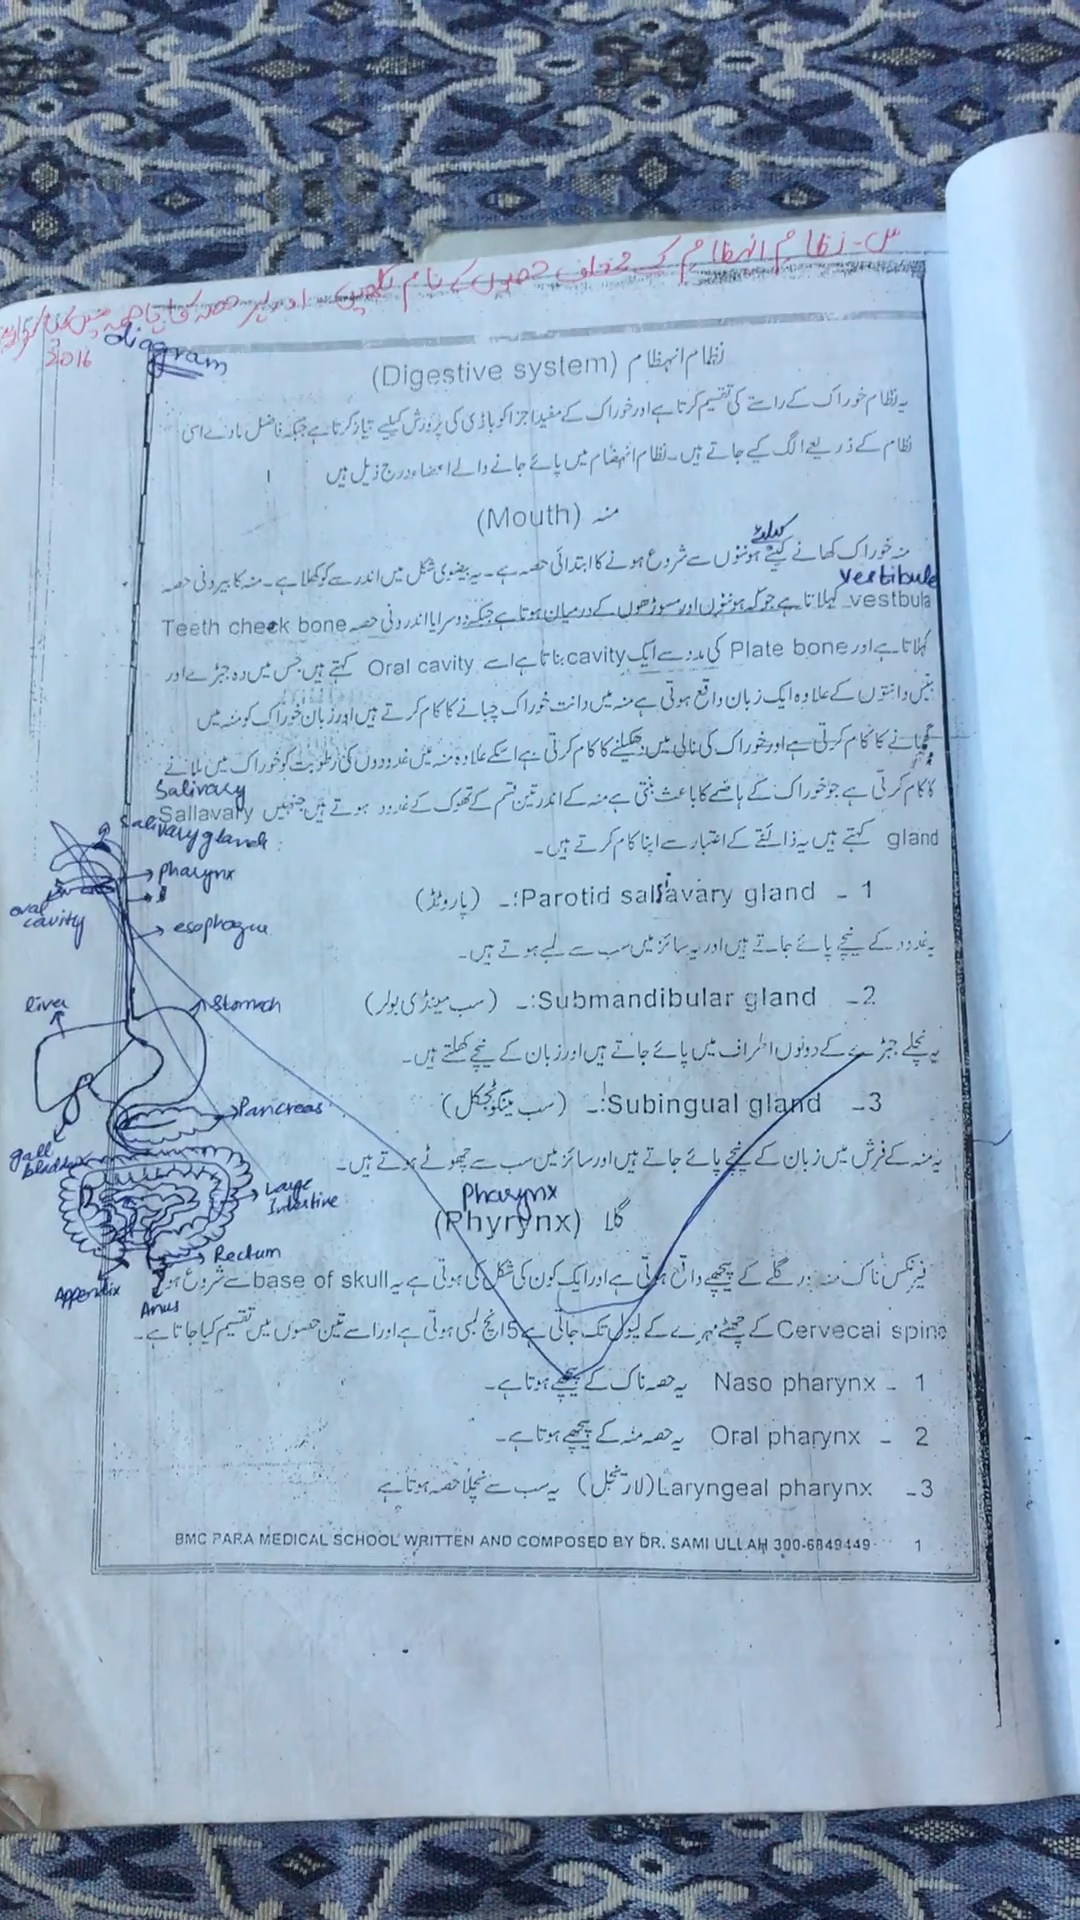 س- نظام انہظام کے مختلف حصوں کے نام لکھیں اور ہر حصہ کا
2016
diagram
نظام انہظام (Digestive system)
یہ نظام خوراک کے راستے کی تقسیم کرتا ہے اور خوراک کے مفید اجزا کو باڈی کی پرورش کیلیے تیار کرتا ہے جبکہ فاضل مادے اسی
نظام کے ذریعے الگ کیے جاتے ہیں۔ نظام انہضام میں پائے جانے والے اعضاء درج ذیل ہیں
منہ (Mouth)
کیلئے
منہ خوراک کھانے کیئے ہونٹوں سے شروع ہونے کا ابتدائی حصہ ہے۔ یہ بیضوی شکل میں اندر سے کھوکھلا ہے۔ منہ کا بیرونی حصہ
vestibule
vestbula کہلاتا ہے جو کہ ہونٹوں اور مسوڑھوں کے درمیان ہوتا ہے جبکہ دوسرا یا اندرونی حصہ Teeth cheek bone
کہلاتا ہے اور Plate bone کی مدد سے ایک cavity بناتا ہے اسے Oral cavity کہتے ہیں جس میں وہ جبڑے اور
بتیس دانتوں کے علاوہ ایک زبان واقع ہوتی ہے منہ میں دانت خوراک چبانے کا کام کرتے ہیں اور زبان خوراک کو منہ میں
گھمانے کا کام کرتی ہے اور خوراک کی نالی میں دھکیلنے کا کام کرتی ہے اسکے علاوہ منہ میں غدودوں کی رطوبت کو خوراک میں ملانے
Salivary
کا کام کرتی ہے جو خوراک کے ہاضمے کا باعث بنتی ہے منہ کے اندر تین قسم کے تھوک کے غدود ہوتے ہیں جنہیں Sallavary
gland کہتے ہیں یہ ذائقے کے اعتبار سے اپنا کام کرتے ہیں۔
1 - Parotid sallavary gland:۔ (پاروٹڈ)
یہ غدود کے نیچے پائے جاتے ہیں اور یہ سائز میں سب سے لمبے ہوتے ہیں۔
2- Submandibular gland:۔ (سب مینڈی بولر)
یہ نچلے جبڑے کے دونوں اطراف میں پائے جاتے ہیں اور زبان کے نیچے کھلتے ہیں۔
3- Subingual gland:۔
یہ منہ کے فرش میں زبان کے نیچے پائے جاتے ہیں اور سائز میں سب سے چھوٹے ہوتے ہیں۔
Pharynx
گلا (Phyrynx)
فیرنکس ناک منہ اور گلے کے پیچھے واقع ہوتی ہے اور ایک کون کی شکل کی ہوتی ہے یہ base of skull سے شروع ہو
Cervecai spine کے چھٹے مہرے کے لیول تک جاتی ہے 5 انچ لمبی ہوتی ہے اور اسے تین حصوں میں تقسیم کیا جاتا ہے۔
1 - Naso pharynx یہ حصہ ناک کے پیچھے ہوتا ہے۔
2 - Oral pharynx یہ حصہ منہ کے پیچھے ہوتا ہے۔
3- Laryngeal pharynx (لارینجل) یہ سب سے نچلا حصہ ہوتا ہے
BMC PARA MEDICAL SCHOOL WRITTEN AND COMPOSED BY DR. SAMI ULLAH 300-6849449 1
Salivary glands
pharynx
oral cavity
esophagus
liver
Stomach
Pancreas
gall bladder
Large Intestine
Rectum
Appendix
Anus